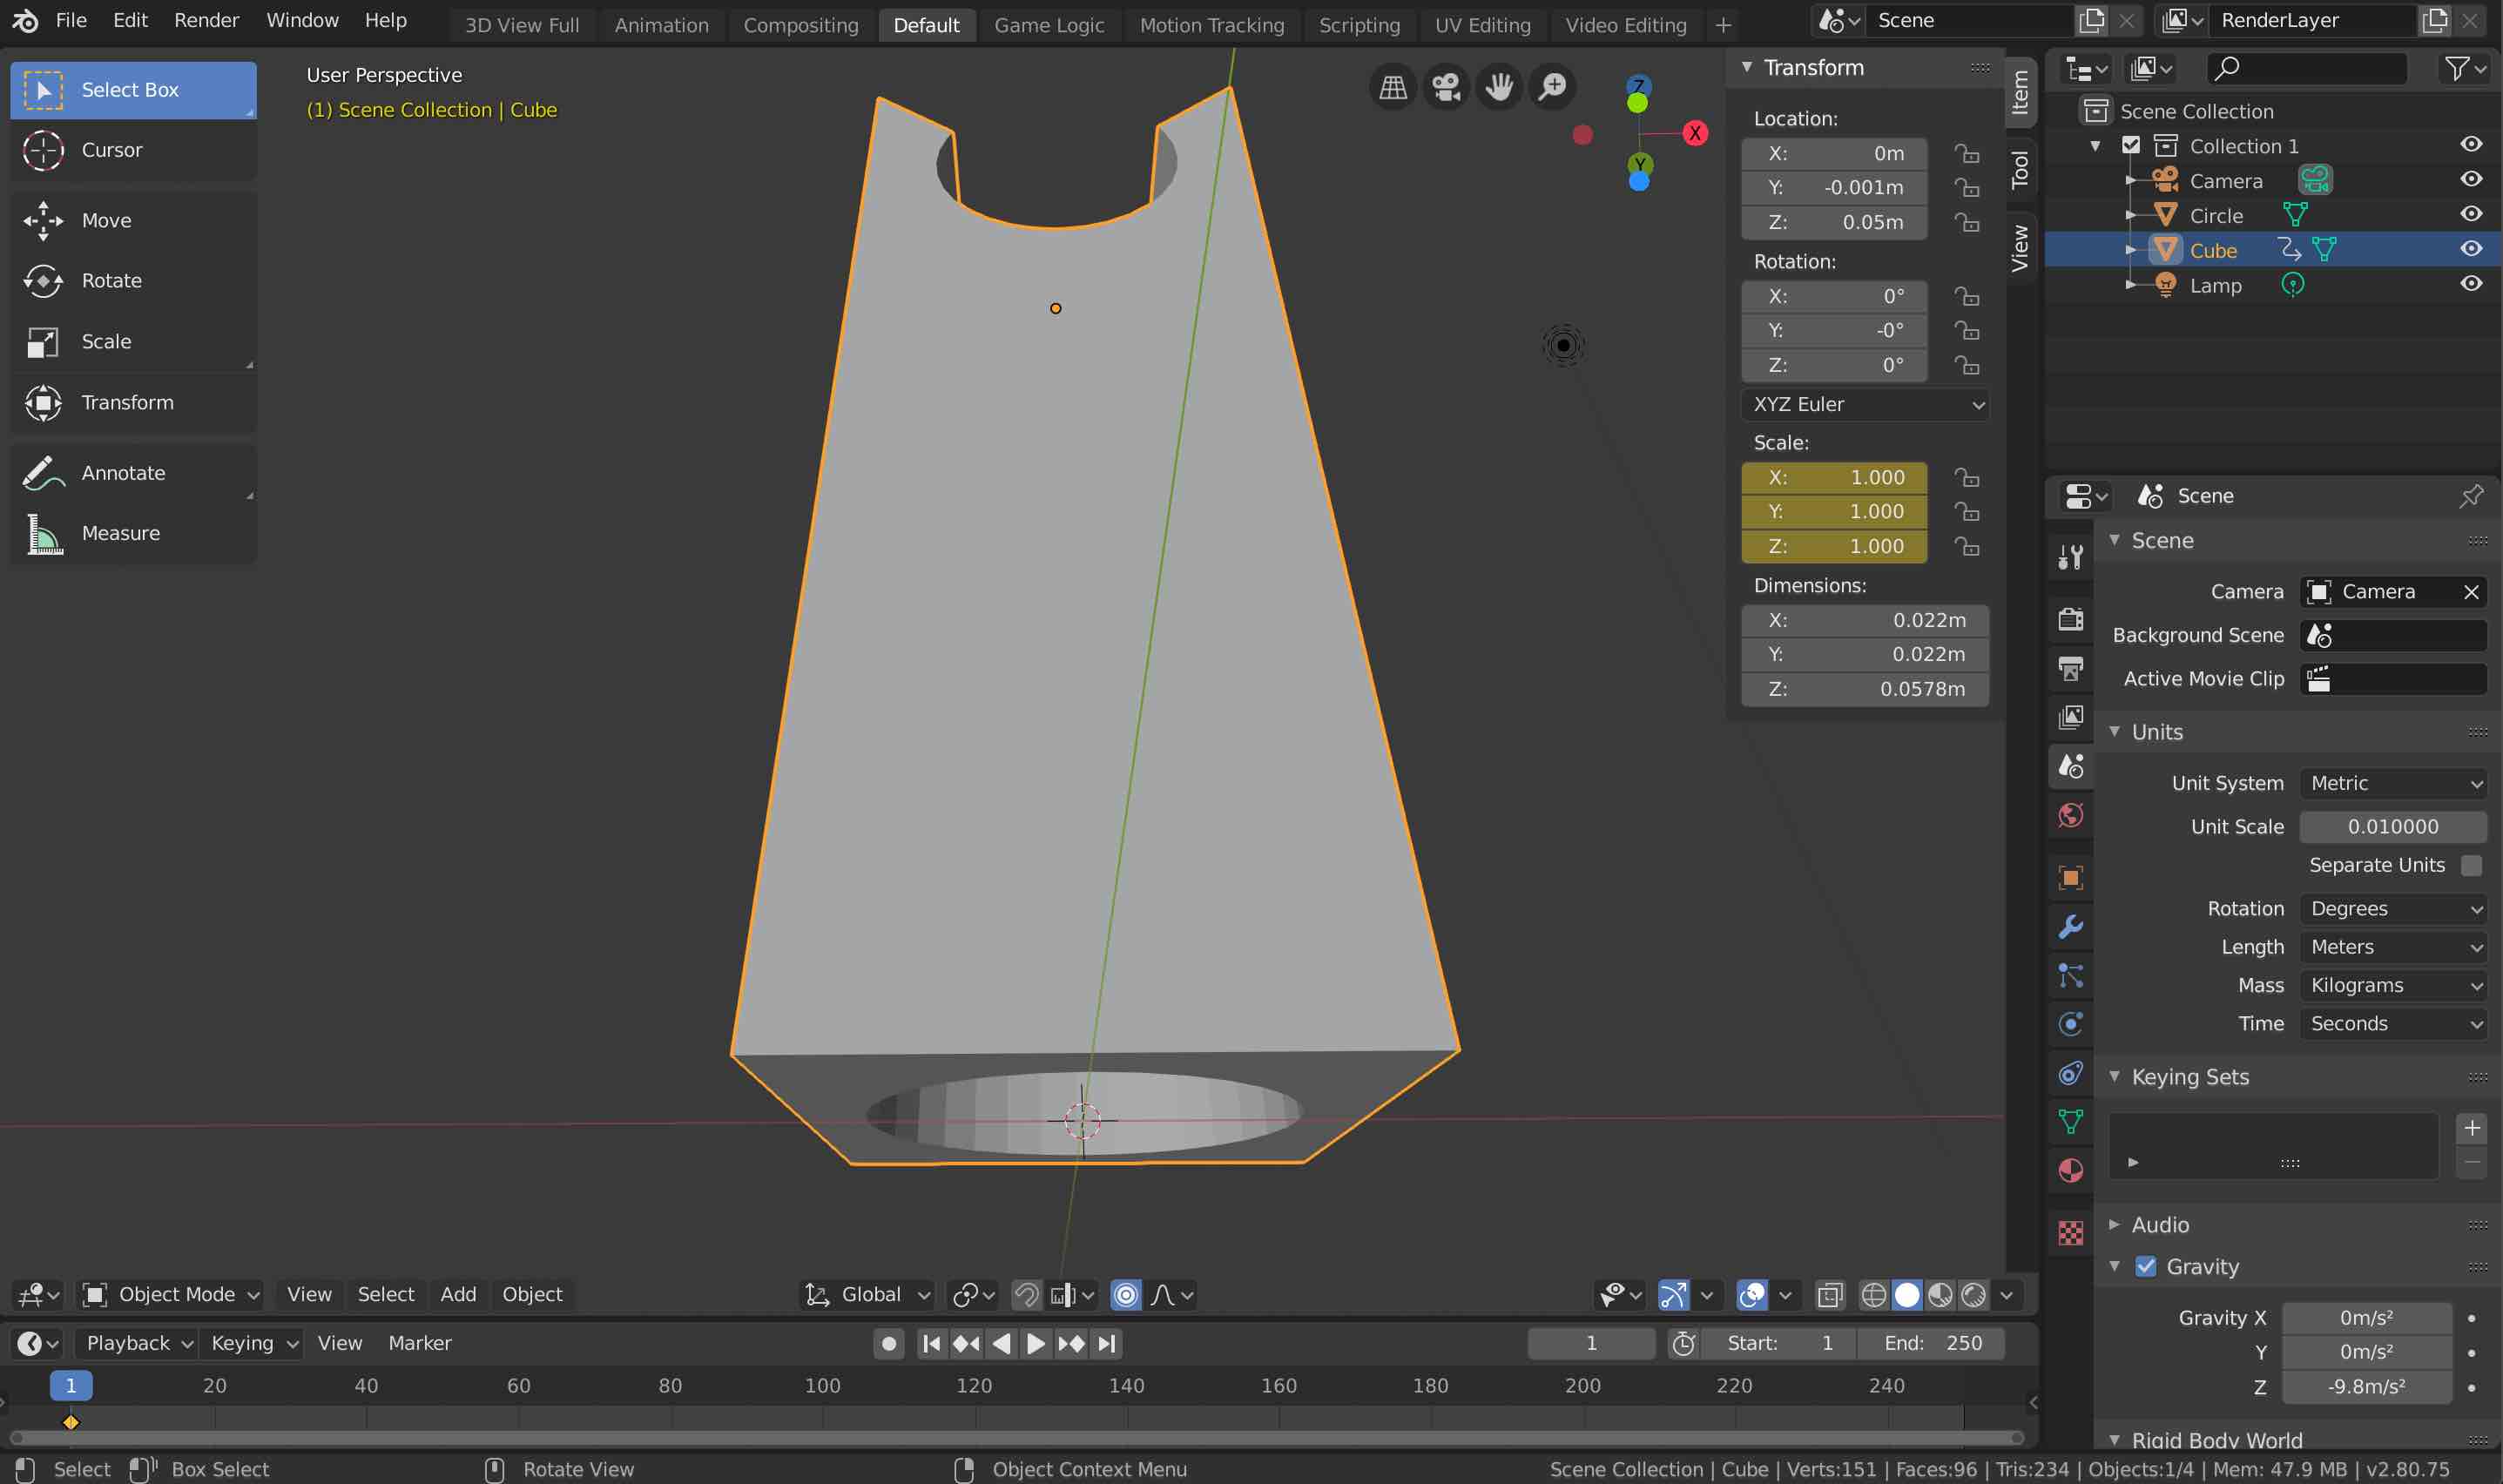 File Edit Render Window Help 3D View Full Animation Compositing Default Game Logic Motion Tracking Scripting UV Editing Video Editing + Scene RenderLayer
Select Box
Cursor
Move
Rotate
Scale
Transform
Annotate
Measure
User Perspective
(1) Scene Collection | Cube
Z
X
Y
Transform
Location:
X: 0m
Y: -0.001m
Z: 0.05m
Rotation:
X: 0°
Y: -0°
Z: 0°
XYZ Euler
Scale:
X: 1.000
Y: 1.000
Z: 1.000
Dimensions:
X: 0.022m
Y: 0.022m
Z: 0.0578m
Item
Tool
View
Scene Collection
Collection 1
Camera
Circle
Cube
Lamp
Scene
Scene
Camera Camera
Background Scene
Active Movie Clip
Units
Unit System Metric
Unit Scale 0.010000
Separate Units
Rotation Degrees
Length Meters
Mass Kilograms
Time Seconds
Keying Sets
Audio
Gravity
Gravity X 0m/s²
Y 0m/s²
Z -9.8m/s²
Rigid Body World
Object Mode View Select Add Object Global
Playback Keying View Marker 1 Start: 1 End: 250
1 20 40 60 80 100 120 140 160 180 200 220 240
Select Box Select Rotate View Object Context Menu Scene Collection | Cube | Verts:151 | Faces:96 | Tris:234 | Objects:1/4 | Mem: 47.9 MB | v2.80.75